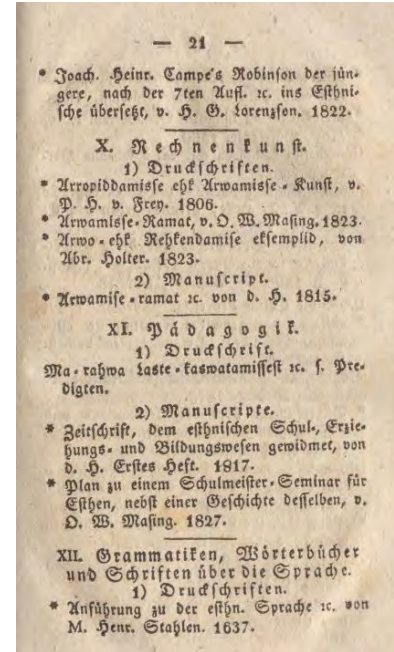 — 21 —
* Joach. Heinr. Campe's Robinson der jün-
gere, nach der 7ten Aufl. ꝛc. ins Esthni-
sche übersetzt, v. H. G. Lorenzson. 1822.
X. Rechnenkunst.
1) Druckschriften.
* Arropiddamisse ehk Arwamisse-Kunst, v.
P. H. v. Frey. 1806.
* Arwamisse-Ramat, v. O. W. Masing. 1823.
* Arwo-ehk Rehkendamise eksemplid, von
Abr. Holter. 1823.
2) Manuscript.
* Arwamise-ramat ꝛc. von d. H. 1815.
XI. Pädagogik.
1) Druckschrift.
Ma-rahwa Laste-kaswatamissest ꝛc. s. Pre-
digten.
2) Manuscripte.
* Zeitschrift, dem esthnischen Schul-, Erzie-
hungs- und Bildungswesen gewidmet, von
d. H. Erstes Heft. 1817.
* Plan zu einem Schulmeister-Seminar für
Esthen, nebst einer Geschichte desselben, v.
O. W. Masing. 1827.
XII. Grammatiken, Wörterbücher
und Schriften über die Sprache.
1) Druckschriften.
* Anführung zu der esthn. Sprache ꝛc. von
M. Henr. Stahlen. 1637.